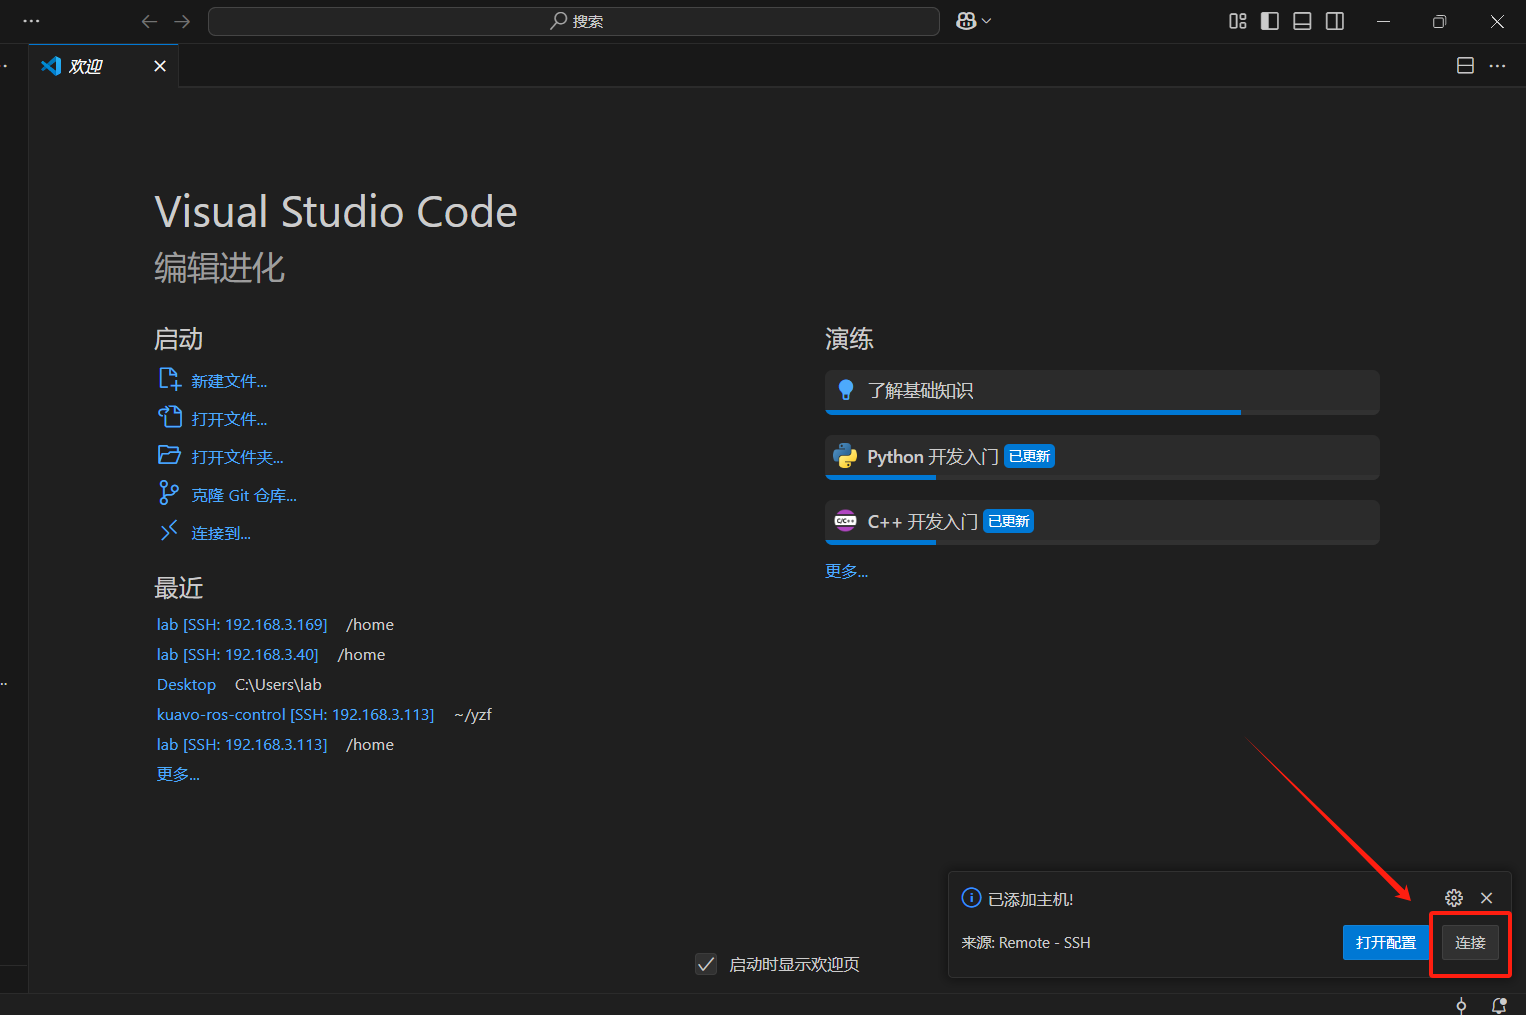 搜索
欢迎
Visual Studio Code
编辑进化
启动
新建文件...
打开文件...
打开文件夹...
克隆 Git 仓库...
连接到...
最近
lab [SSH: 192.168.3.169] /home
lab [SSH: 192.168.3.40] /home
Desktop C:\Users\lab
kuavo-ros-control [SSH: 192.168.3.113] ~/yzf
lab [SSH: 192.168.3.113] /home
更多...
演练
了解基础知识
Python 开发入门 已更新
C/C++ C++ 开发入门 已更新
更多...
已添加主机!
来源: Remote - SSH
打开配置 连接
启动时显示欢迎页